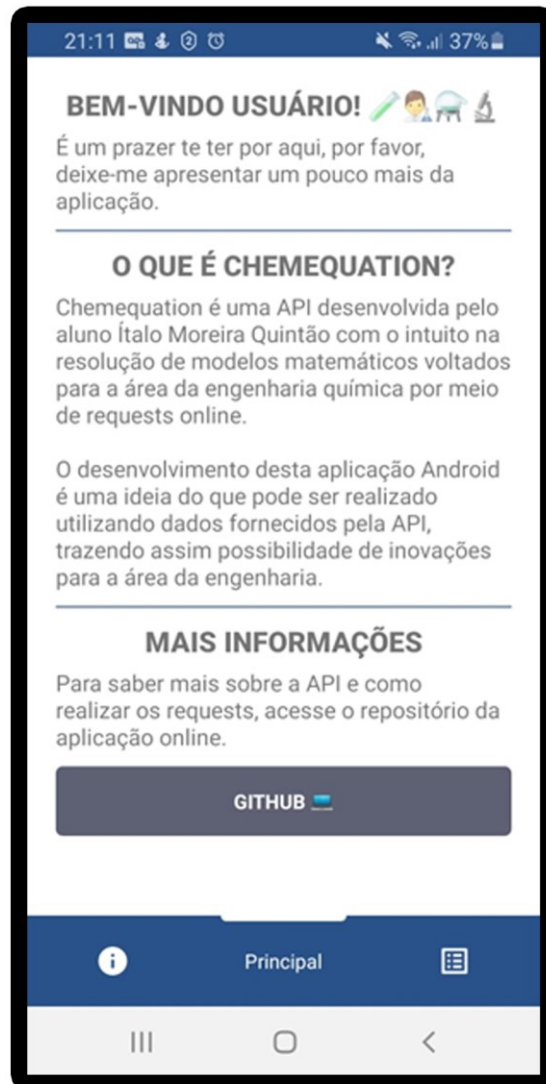 21:11 37%
BEM-VINDO USUÁRIO!
É um prazer te ter por aqui, por favor,
deixe-me apresentar um pouco mais da
aplicação.
O QUE É CHEMEQUATION?
Chemequation é uma API desenvolvida pelo
aluno Ítalo Moreira Quintão com o intuito na
resolução de modelos matemáticos voltados
para a área da engenharia química por meio
de requests online.
O desenvolvimento desta aplicação Android
é uma ideia do que pode ser realizado
utilizando dados fornecidos pela API,
trazendo assim possibilidade de inovações
para a área da engenharia.
MAIS INFORMAÇÕES
Para saber mais sobre a API e como
realizar os requests, acesse o repositório da
aplicação online.
GITHUB
Principal